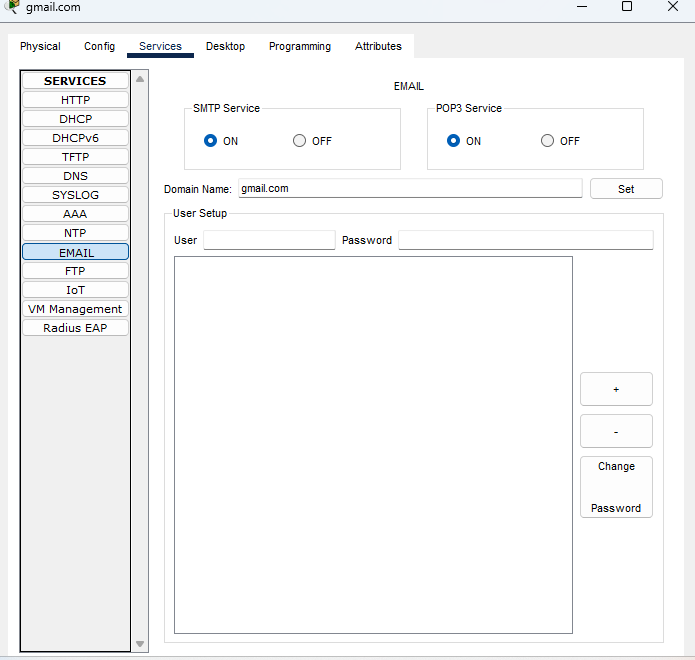 gmail.com
Physical Config Services Desktop Programming Attributes
SERVICES
HTTP
DHCP
DHCPv6
TFTP
DNS
SYSLOG
AAA
NTP
EMAIL
FTP
IoT
VM Management
Radius EAP
EMAIL
SMTP Service
ON OFF
POP3 Service
ON OFF
Domain Name: gmail.com Set
User Setup
User Password
+
-
Change
Password